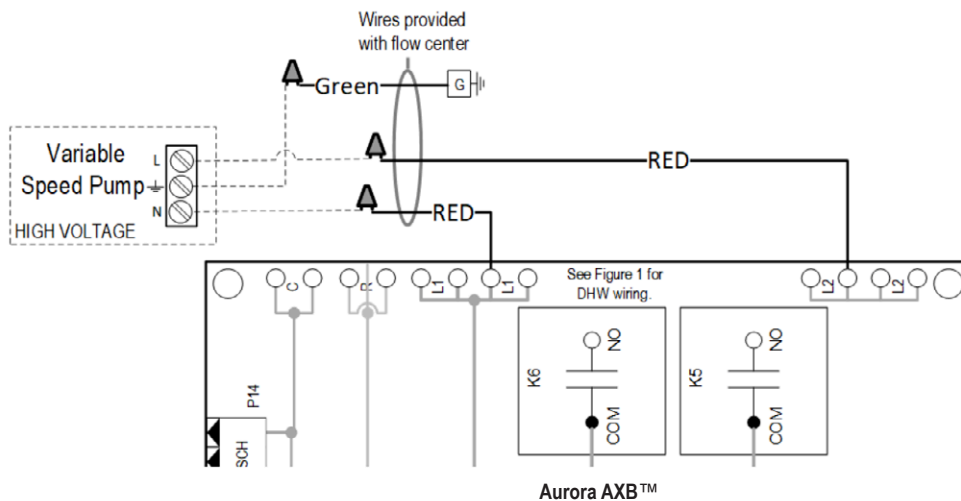 Wires provided
with flow center
Green
G
Variable
Speed Pump
L
N
HIGH VOLTAGE
RED
RED
C
R
L1
L1
See Figure 1 for
DHW wiring.
L2
L2
K6
NO
COM
K5
NO
COM
P14
SCH
Aurora AXB™